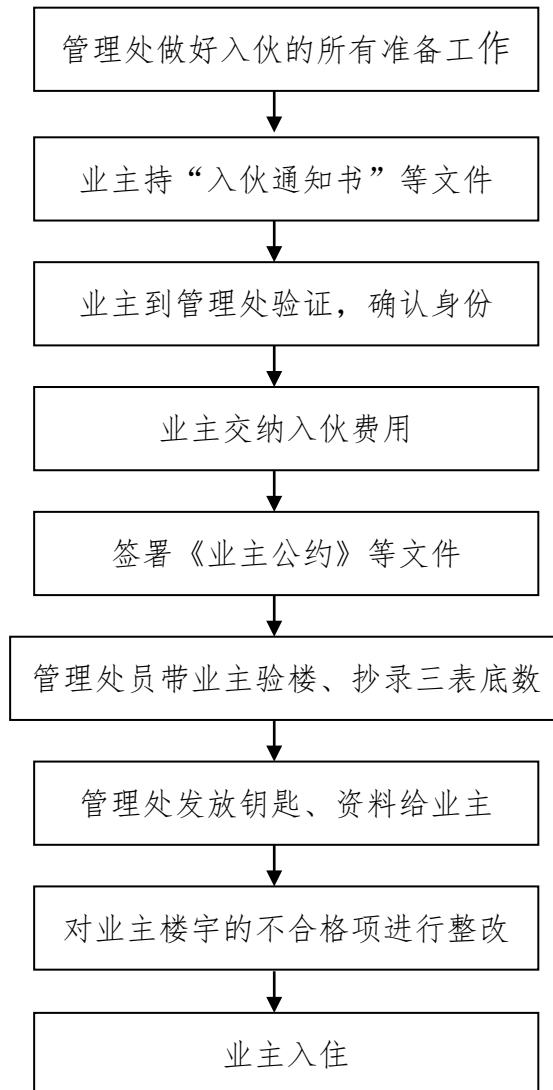 管理处做好入伙的所有准备工作
业主持“入伙通知书”等文件
业主到管理处验证，确认身份
业主交纳入伙费用
签署《业主公约》等文件
管理处员带业主验楼、抄录三表底数
管理处发放钥匙、资料给业主
对业主楼宇的不合格项进行整改
业主入住